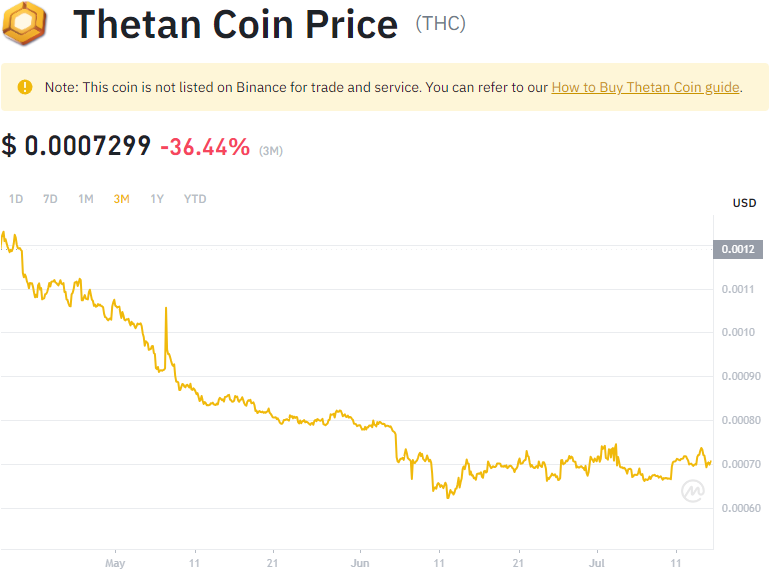 Thetan Coin Price (THC)
Note: This coin is not listed on Binance for trade and service. You can refer to our How to Buy Thetan Coin guide.
$ 0.0007299 -36.44% (3M)
1D 7D 1M 3M 1Y YTD
USD
0.0012
0.0011
0.0010
0.00090
0.00080
0.00070
0.00060
May 11 21 Jun 11 21 Jul 11